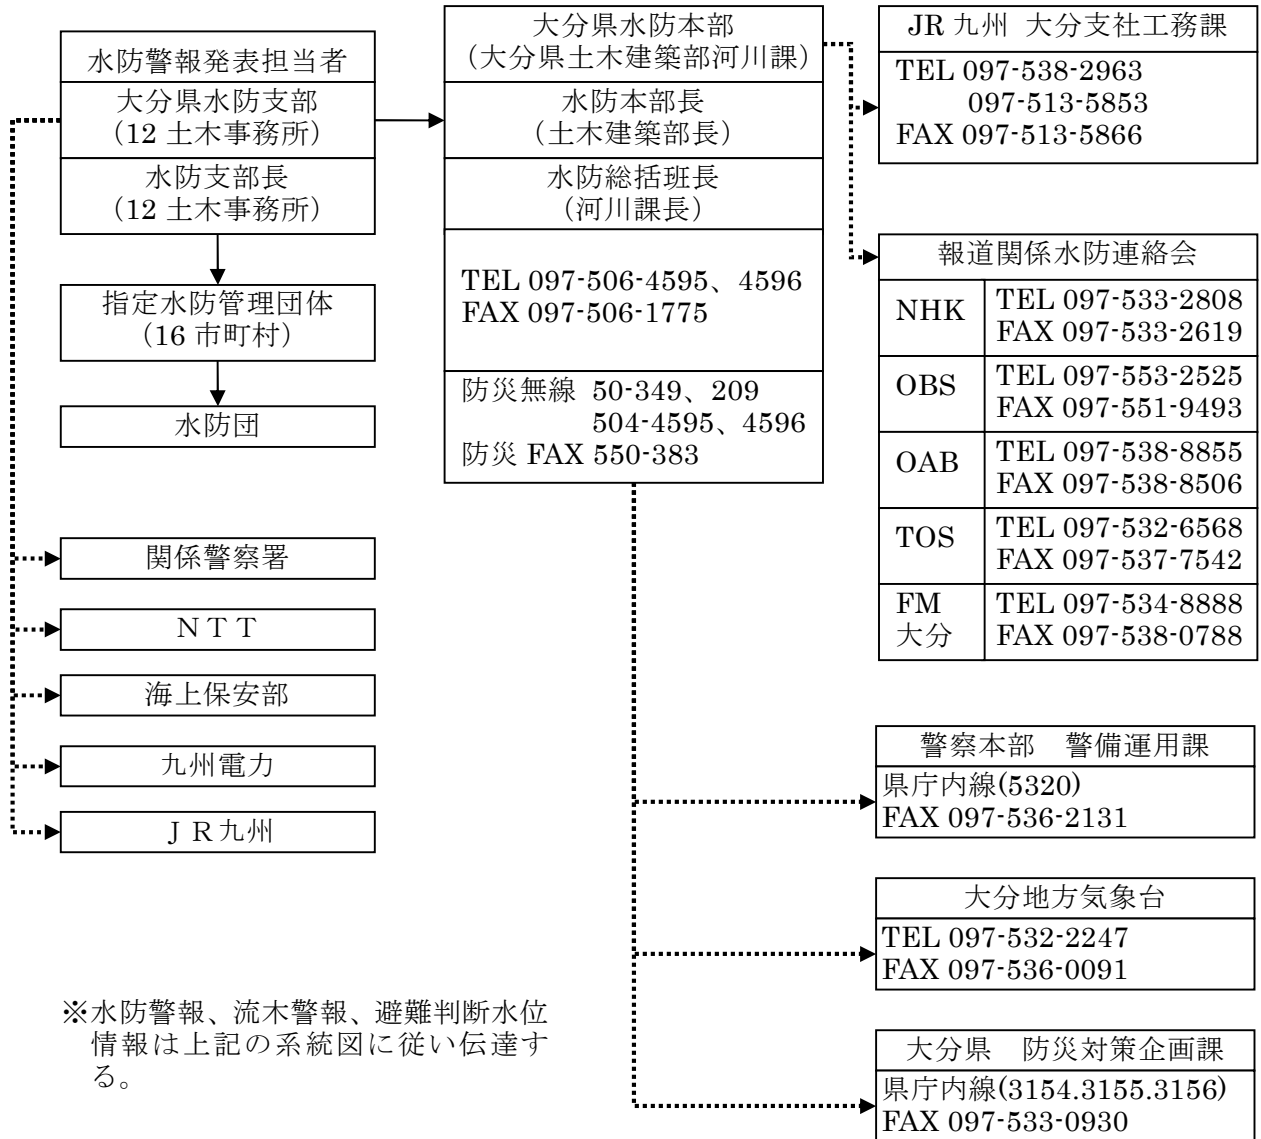 水防警報発表担当者
大分県水防支部
（12 土木事務所）
水防支部長
（12 土木事務所）
指定水防管理団体
（16 市町村）
水防団
関係警察署
ＮＴＴ
海上保安部
九州電力
ＪＲ九州
※水防警報、流木警報、避難判断水位
情報は上記の系統図に従い伝達す
る。
大分県水防本部
（大分県土木建築部河川課）
水防本部長
（土木建築部長）
水防総括班長
（河川課長）
TEL 097-506-4595、4596
FAX 097-506-1775
防災無線 50-349、209
504-4595、4596
防災 FAX 550-383
JR 九州 大分支社工務課
TEL 097-538-2963
097-513-5853
FAX 097-513-5866
報道関係水防連絡会
NHK
TEL 097-533-2808
FAX 097-533-2619
OBS
TEL 097-553-2525
FAX 097-551-9493
OAB
TEL 097-538-8855
FAX 097-538-8506
TOS
TEL 097-532-6568
FAX 097-537-7542
FM
大分
TEL 097-534-8888
FAX 097-538-0788
警察本部　警備運用課
県庁内線(5320)
FAX 097-536-2131
大分地方気象台
TEL 097-532-2247
FAX 097-536-0091
大分県　防災対策企画課
県庁内線(3154.3155.3156)
FAX 097-533-0930